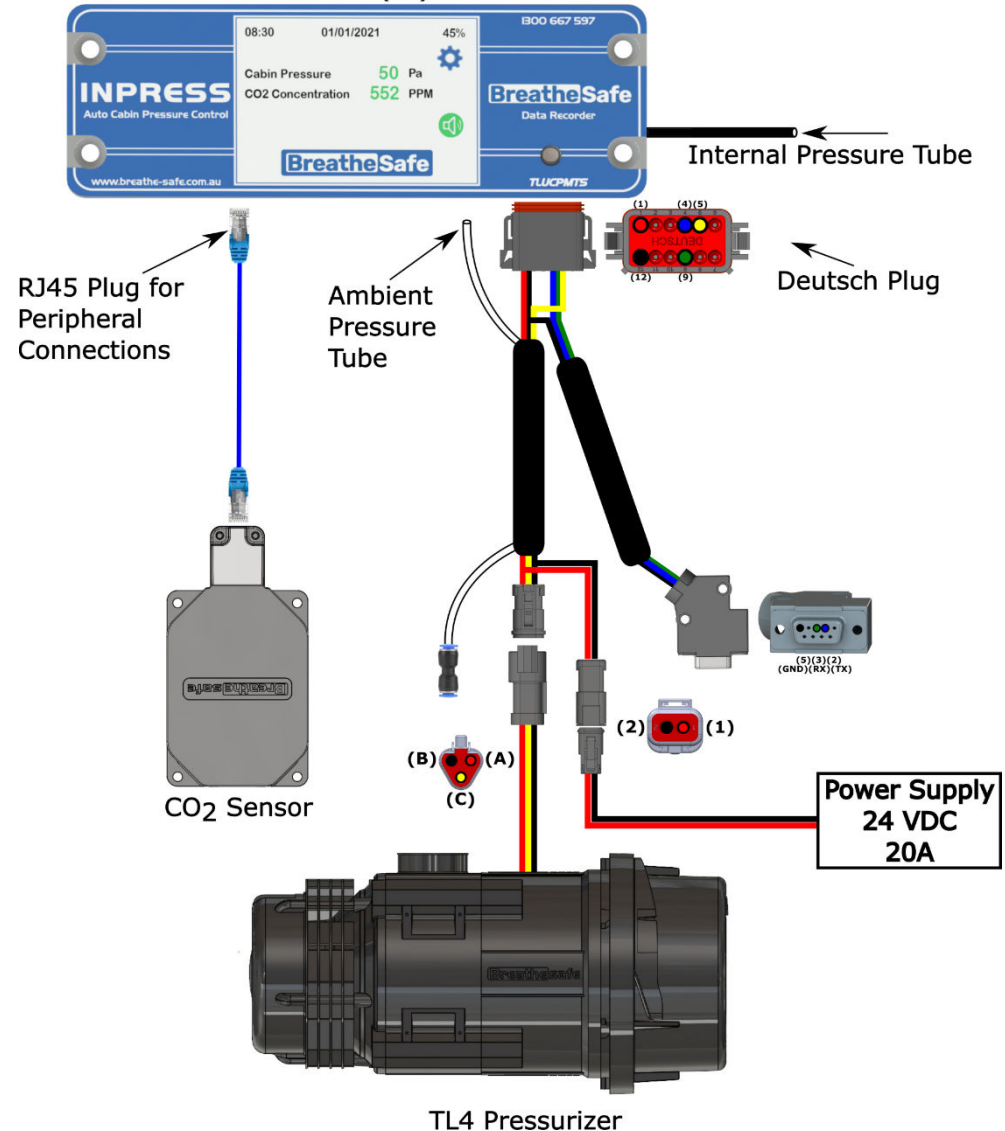 1300 667 597
08:30 01/01/2021 45%
Cabin Pressure 50 Pa
CO2 Concentration 552 PPM
INPRESS
Auto Cabin Pressure Control
BreatheSafe
Data Recorder
BreatheSafe
www.breathe-safe.com.au
TLUCPMTS
Internal Pressure Tube
(1) (4) (5)
DEUTSCH
(12) (9)
Deutsch Plug
RJ45 Plug for
Peripheral
Connections
Ambient
Pressure
Tube
(5)(3)(2)
(GND)(RX)(TX)
(2) (1)
(B) (A)
(C)
Breathesafe
CO2 Sensor
Power Supply
24 VDC
20A
Breathesafe
TL4 Pressurizer